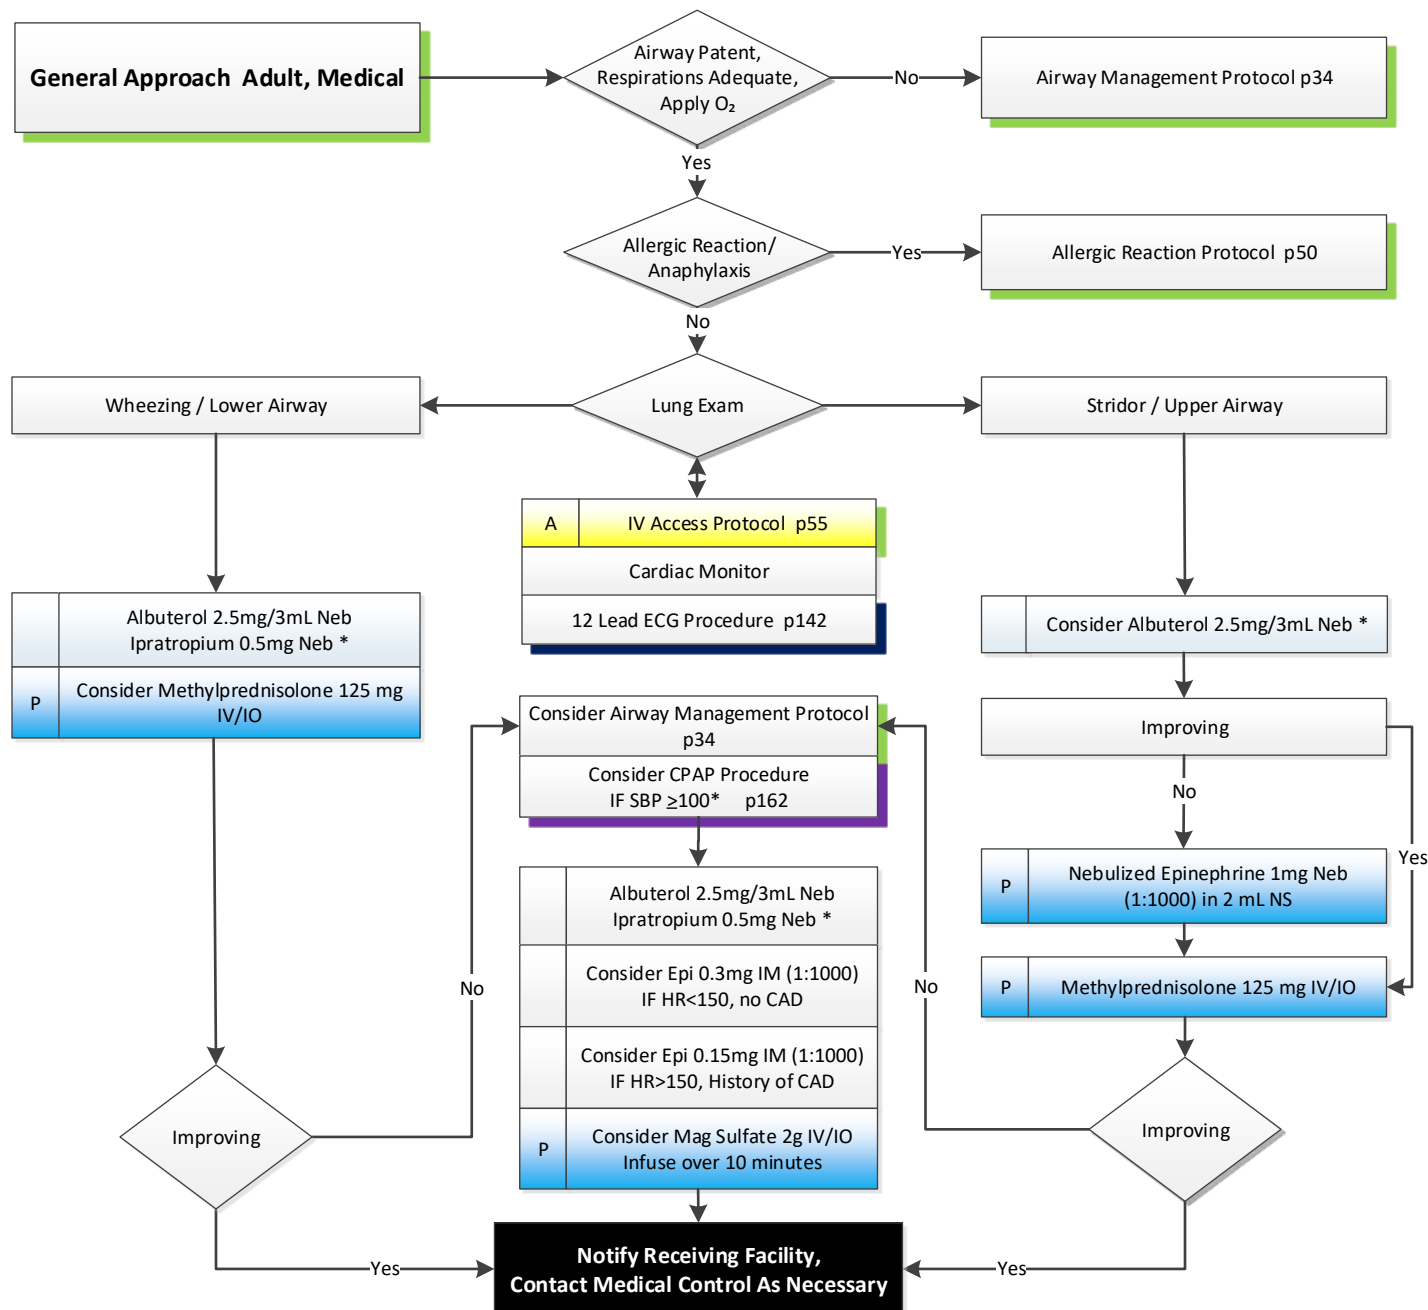 General Approach  Adult, Medical
Airway Patent,
Respirations Adequate,
Apply O₂
No
Airway Management Protocol p34
Yes
Allergic Reaction/
Anaphylaxis
Yes
Allergic Reaction Protocol  p50
No
Wheezing / Lower Airway
Lung Exam
Stridor / Upper Airway
A
IV Access Protocol  p55
Cardiac Monitor
12 Lead ECG Procedure  p142
Albuterol 2.5mg/3mL Neb
Ipratropium 0.5mg Neb *
P
Consider Methylprednisolone 125 mg
IV/IO
Consider Albuterol 2.5mg/3mL Neb *
Improving
No
Yes
P
Nebulized Epinephrine 1mg Neb
(1:1000) in 2 mL NS
P
Methylprednisolone 125 mg IV/IO
Consider Airway Management Protocol
p34
Consider CPAP Procedure
IF SBP ≥100*     p162
Albuterol 2.5mg/3mL Neb
Ipratropium 0.5mg Neb *
Consider Epi 0.3mg IM (1:1000)
IF HR<150, no CAD
Consider Epi 0.15mg IM (1:1000)
IF HR>150, History of CAD
P
Consider Mag Sulfate 2g IV/IO
Infuse over 10 minutes
No
No
Improving
Improving
Yes
Yes
Notify Receiving Facility,
Contact Medical Control As Necessary